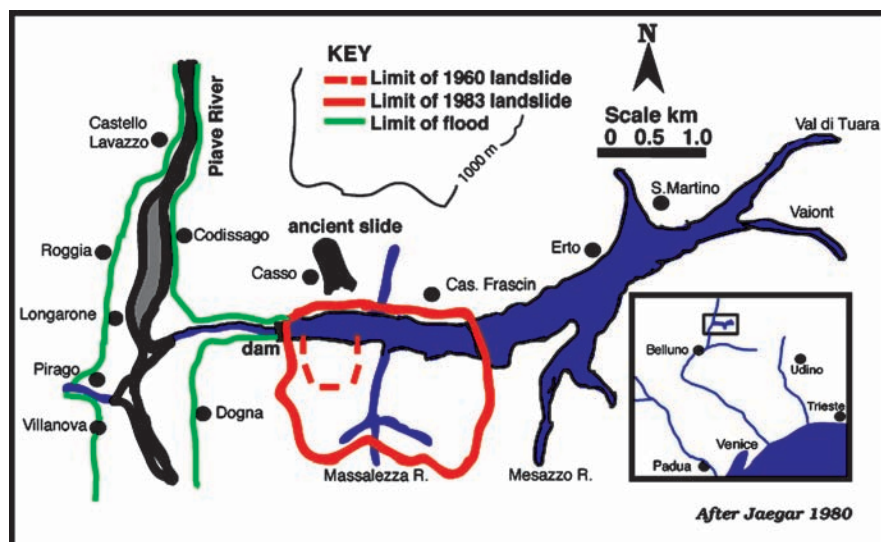 KEY
Limit of 1960 landslide
Limit of 1983 landslide
Limit of flood
1000 m
N
Scale km
0 0.5 1.0
Val di Tuara
Castello
Lavazzo
Piave River
S.Martino
Vaiont
Roggia
Codissago
ancient slide
Casso
Cas. Frascin
Erto
Longarone
dam
Pirago
Villanova
Dogna
Massalezza R.
Mesazzo R.
Belluno
Udino
Trieste
Venice
Padua
After Jaegar 1980